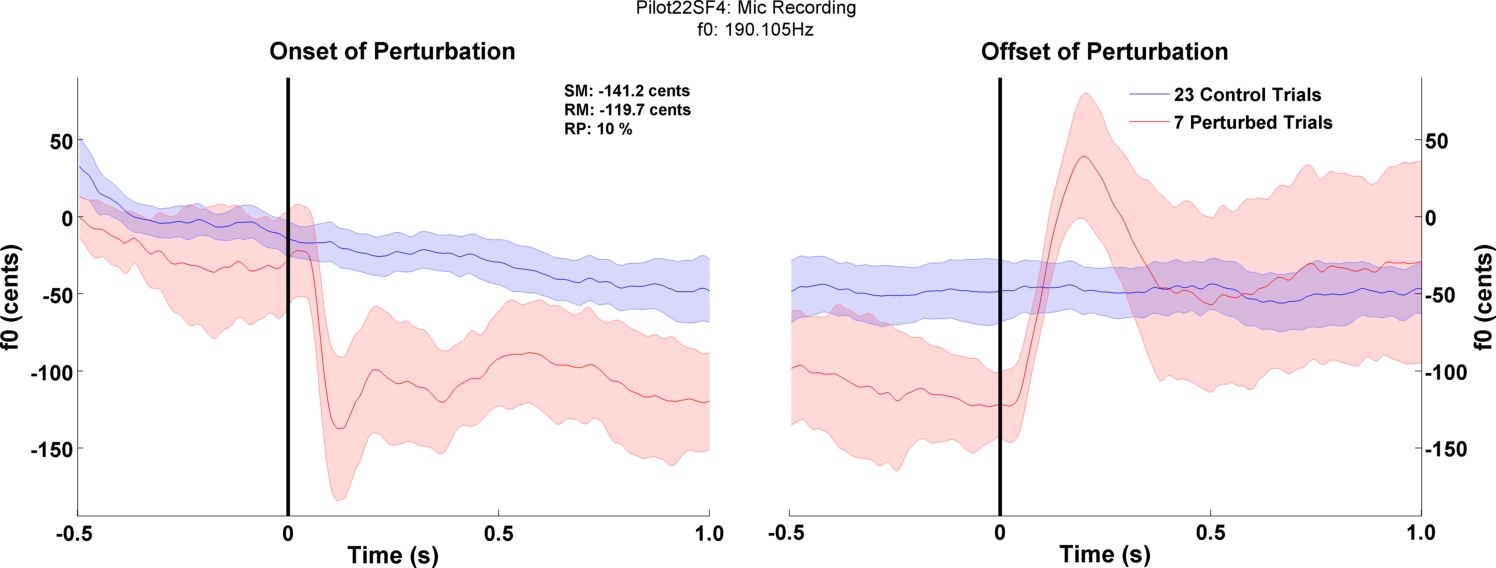 Pilot22SF4: Mic Recording
f0: 190.105Hz
Onset of Perturbation
SM: -141.2 cents
RM: -119.7 cents
RP: 10 %
f0 (cents)
50
0
-50
-100
-150
-0.5 0 0.5 1.0
Time (s)
Offset of Perturbation
23 Control Trials
7 Perturbed Trials
50
0
-50
-100
-150
f0 (cents)
-0.5 0 0.5 1.0
Time (s)